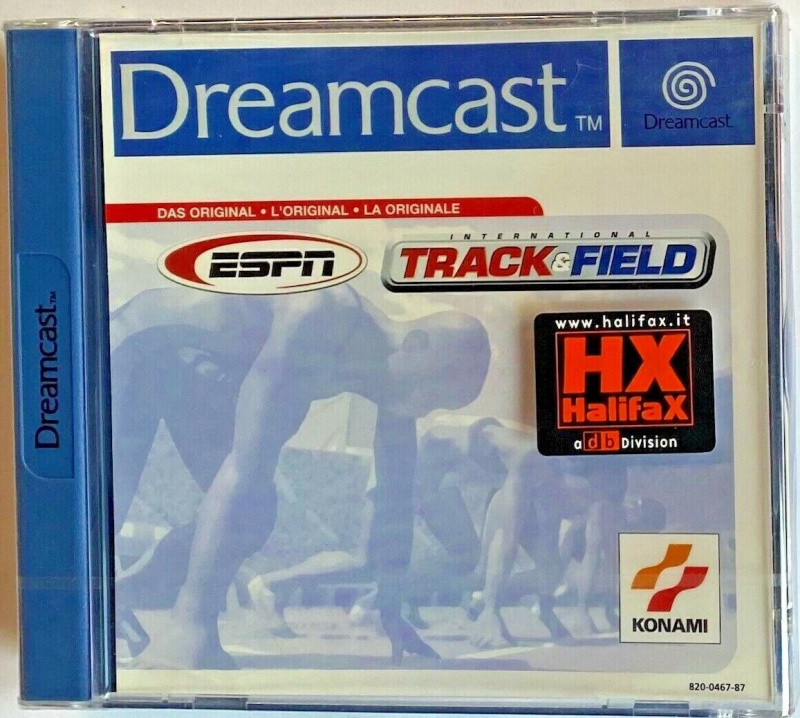 Dreamcast™
Dreamcast
DAS ORIGINAL • L'ORIGINAL • LA ORIGINALE
ESPN
INTERNATIONAL
TRACK & FIELD
www.halifax.it
HX
HalifaX
a db Division
KONAMI
820-0467-87
Dreamcast™